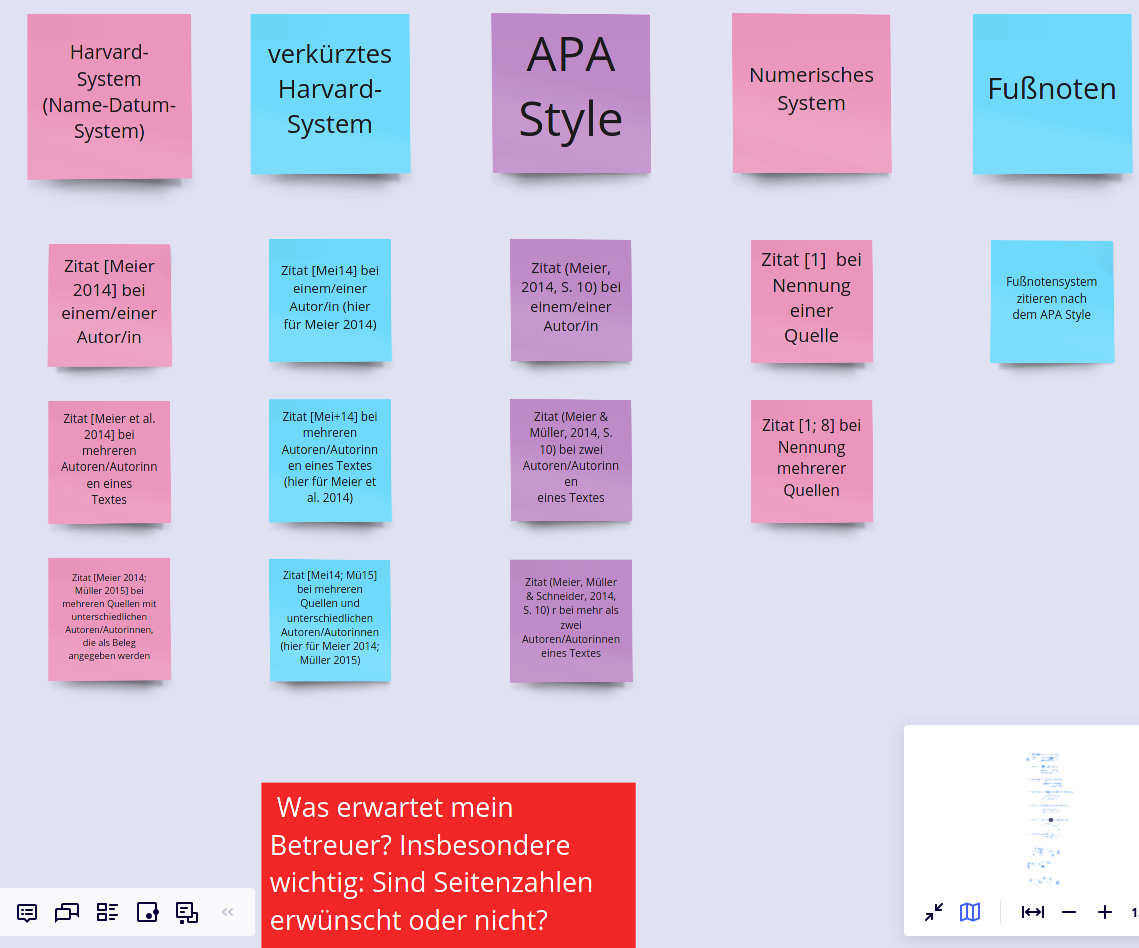 Harvard-
System
(Name-Datum-
System)
verkürztes
Harvard-
System
APA
Style
Numerisches
System
Fußnoten
Zitat [Meier
2014] bei
einem/einer
Autor/in
Zitat [Mei14] bei
einem/einer
Autor/in (hier
für Meier 2014)
Zitat (Meier,
2014, S. 10) bei
einem/einer
Autor/in
Zitat [1]  bei
Nennung
einer
Quelle
Fußnotensystem
zitieren nach
dem APA Style
Zitat [Meier et al.
2014] bei
mehreren
Autoren/Autorinn
en eines
Textes
Zitat [Mei+14] bei
mehreren
Autoren/Autorinn
en eines Textes
(hier für Meier et
al. 2014)
Zitat (Meier &
Müller, 2014, S.
10) bei zwei
Autoren/Autorinn
en
eines Textes
Zitat [1; 8] bei
Nennung
mehrerer
Quellen
Zitat [Meier 2014;
Müller 2015] bei
mehreren Quellen mit
unterschiedlichen
Autoren/Autorinnen,
die als Beleg
angegeben werden
Zitat [Mei14; Mü15]
bei mehreren
Quellen und
unterschiedlichen
Autoren/Autorinnen
(hier für Meier 2014;
Müller 2015)
Zitat (Meier, Müller
& Schneider, 2014,
S. 10) r bei mehr als
zwei
Autoren/Autorinnen
eines Textes
Was erwartet mein
Betreuer? Insbesondere
wichtig: Sind Seitenzahlen
erwünscht oder nicht?